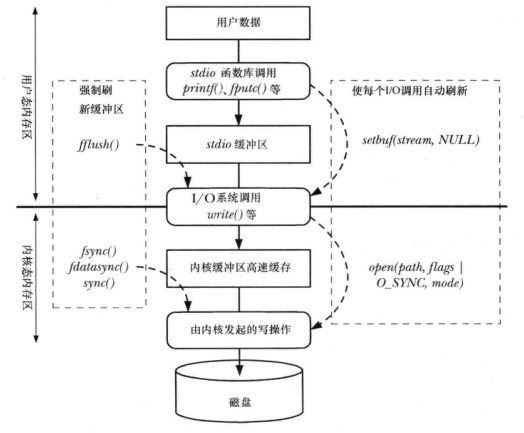 用户数据
stdio 函数库调用
printf()、fputc() 等
强制刷
新缓冲区
使每个I/O调用自动刷新
用户态内存区
fflush()
stdio 缓冲区
setbuf(stream, NULL)
I/O系统调用
write() 等
内核态内存区
fsync()
fdatasync()
sync()
内核缓冲区高速缓存
open(path, flags |
O_SYNC, mode)
由内核发起的写操作
磁盘